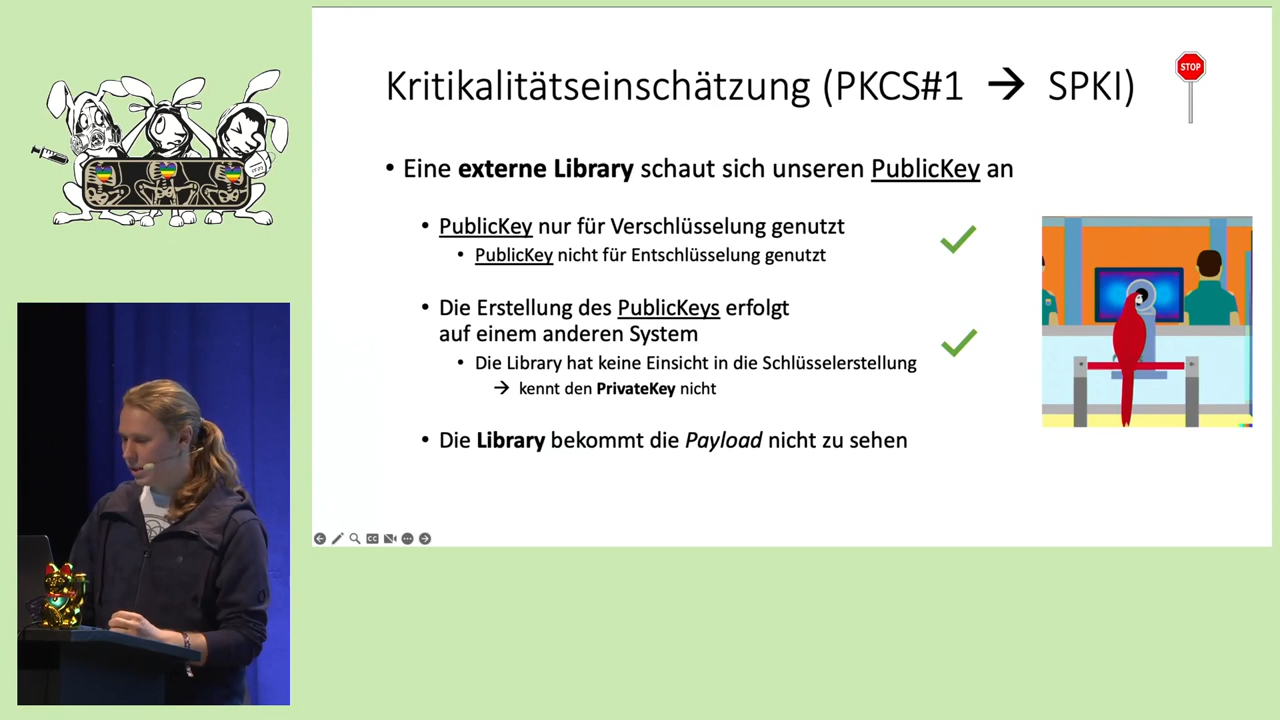 Kritikalitätseinschätzung (PKCS#1 → SPKI)
STOP
• Eine externe Library schaut sich unseren PublicKey an
• PublicKey nur für Verschlüsselung genutzt
• PublicKey nicht für Entschlüsselung genutzt
• Die Erstellung des PublicKeys erfolgt
auf einem anderen System
• Die Library hat keine Einsicht in die Schlüsselerstellung
→ kennt den PrivateKey nicht
• Die Library bekommt die Payload nicht zu sehen
CC